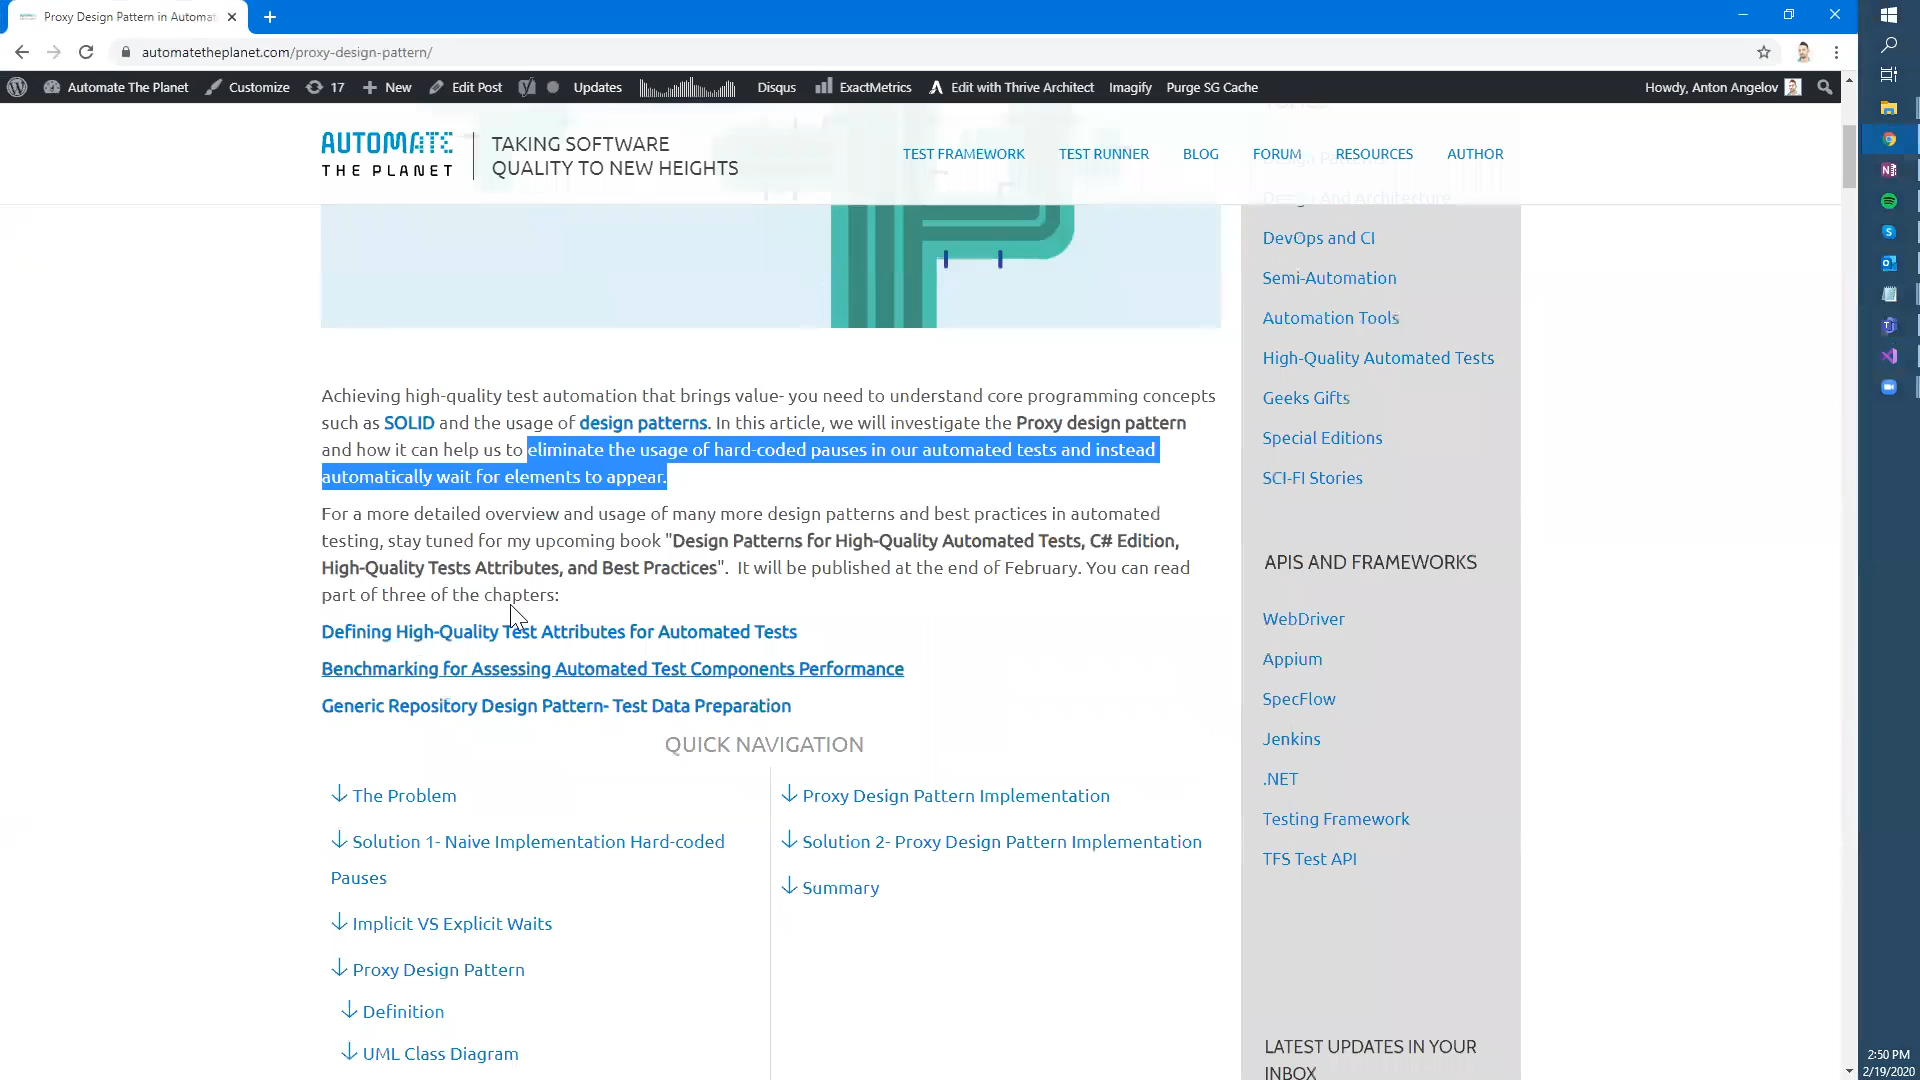 Proxy Design Pattern in Automat
automatetheplanet.com/proxy-design-pattern/
Automate The Planet Customize 17 New Edit Post Updates Disqus ExactMetrics Edit with Thrive Architect Imagify Purge SG Cache Howdy, Anton Angelov
AUTOMATE
THE PLANET
TAKING SOFTWARE
QUALITY TO NEW HEIGHTS
TEST FRAMEWORK TEST RUNNER BLOG FORUM RESOURCES AUTHOR
Achieving high-quality test automation that brings value- you need to understand core programming concepts
such as SOLID and the usage of design patterns. In this article, we will investigate the Proxy design pattern
and how it can help us to eliminate the usage of hard-coded pauses in our automated tests and instead
automatically wait for elements to appear.
For a more detailed overview and usage of many more design patterns and best practices in automated
testing, stay tuned for my upcoming book "Design Patterns for High-Quality Automated Tests, C# Edition,
High-Quality Tests Attributes, and Best Practices". It will be published at the end of February. You can read
part of three of the chapters:
Defining High-Quality Test Attributes for Automated Tests
Benchmarking for Assessing Automated Test Components Performance
Generic Repository Design Pattern- Test Data Preparation
QUICK NAVIGATION
The Problem
Solution 1- Naive Implementation Hard-coded
Pauses
Implicit VS Explicit Waits
Proxy Design Pattern
Definition
UML Class Diagram
Proxy Design Pattern Implementation
Solution 2- Proxy Design Pattern Implementation
Summary
Design And Architecture
DevOps and CI
Semi-Automation
Automation Tools
High-Quality Automated Tests
Geeks Gifts
Special Editions
SCI-FI Stories
APIS AND FRAMEWORKS
WebDriver
Appium
SpecFlow
Jenkins
.NET
Testing Framework
TFS Test API
LATEST UPDATES IN YOUR
INBOX
2:50 PM
2/19/2020